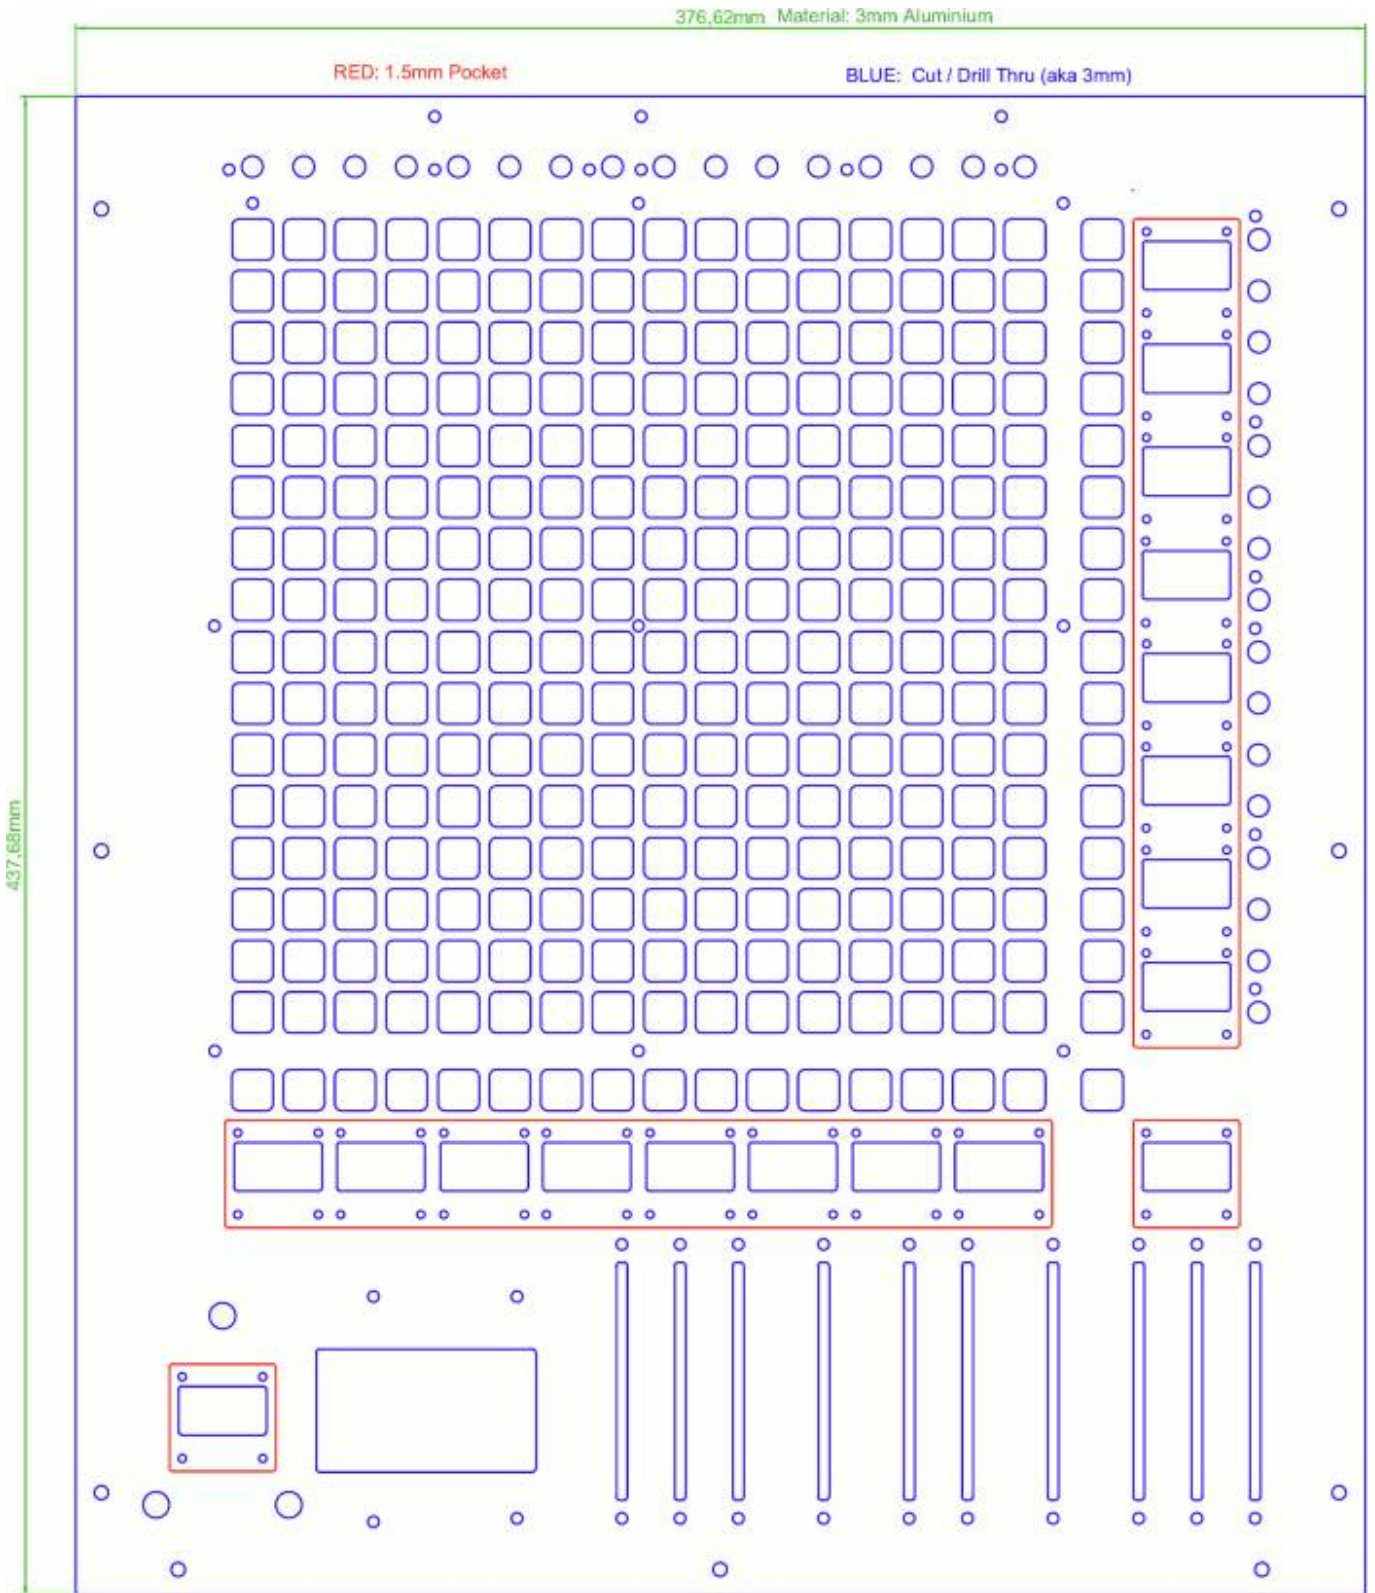 376,62mm Material: 3mm Aluminium
RED: 1.5mm Pocket
BLUE: Cut / Drill Thru (aka 3mm)
437,68mm